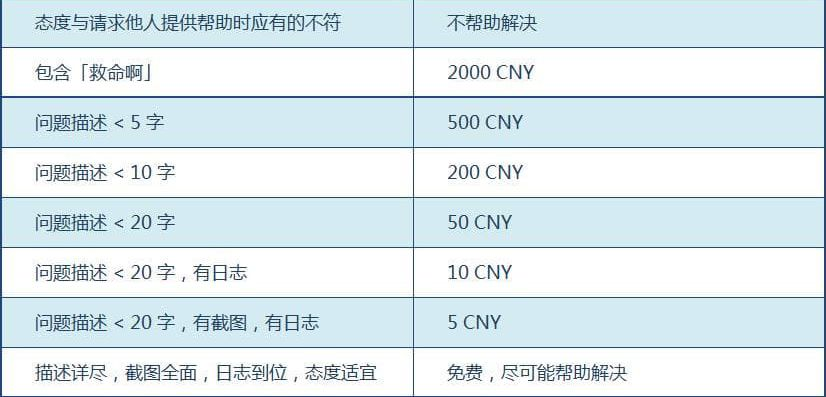 态度与请求他人提供帮助时应有的不符 不帮助解决
包含「救命啊」 2000 CNY
问题描述 < 5 字 500 CNY
问题描述 < 10 字 200 CNY
问题描述 < 20 字 50 CNY
问题描述 < 20 字，有日志 10 CNY
问题描述 < 20 字，有截图，有日志 5 CNY
描述详尽，截图全面，日志到位，态度适宜 免费，尽可能帮助解决